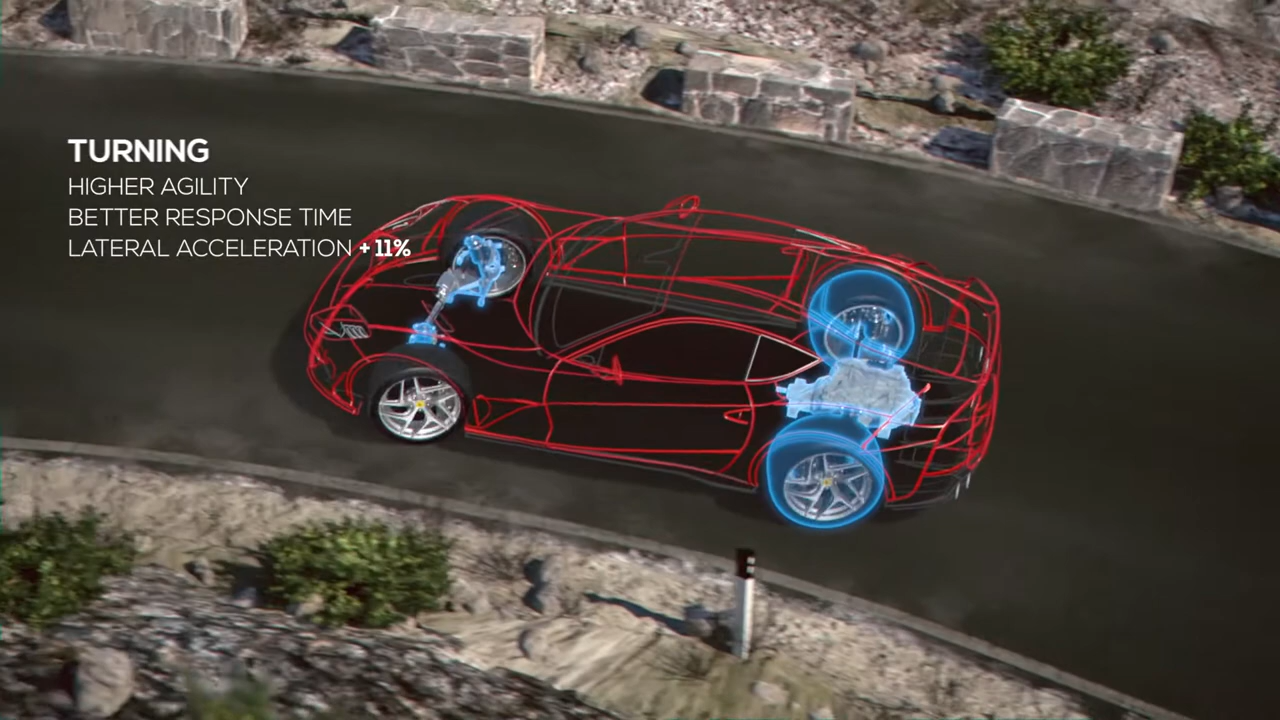 TURNING
HIGHER AGILITY
BETTER RESPONSE TIME
LATERAL ACCELERATION + 11%